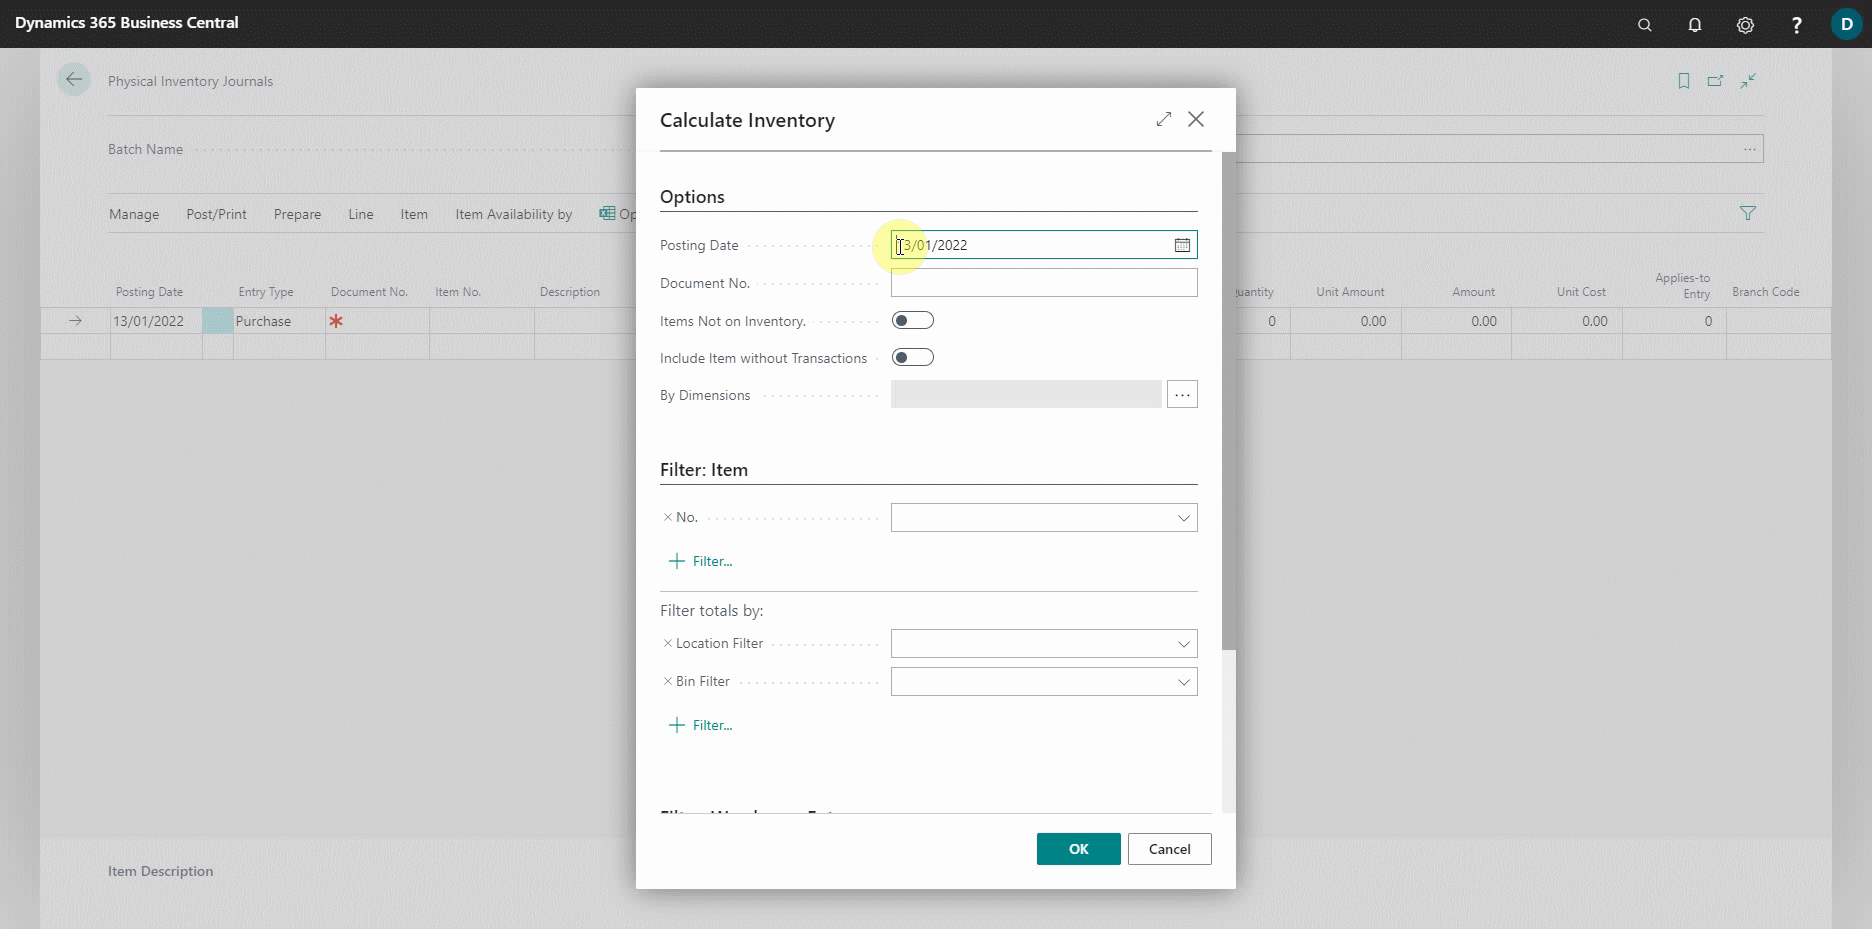 Dynamics 365 Business Central
D
Physical Inventory Journals
Batch Name
Manage Post/Print Prepare Line Item Item Availability by Op
Posting Date Entry Type Document No. Item No. Description
uantity Unit Amount Amount Unit Cost Applies-to Entry Branch Code
13/01/2022 Purchase
0 0.00 0.00 0.00 0
Item Description
Calculate Inventory
Options
Posting Date 13/01/2022
Document No.
Items Not on Inventory.
Include Item without Transactions
By Dimensions
Filter: Item
No.
Filter...
Filter totals by:
Location Filter
Bin Filter
Filter...
OK Cancel